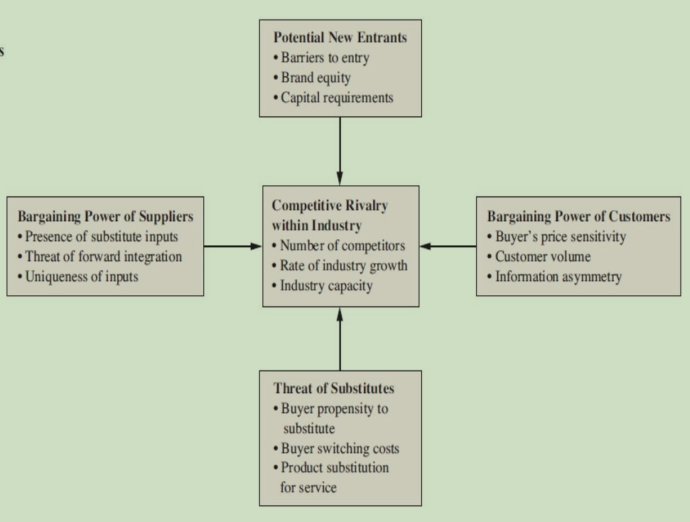 s
Potential New Entrants
• Barriers to entry
• Brand equity
• Capital requirements
Bargaining Power of Suppliers
• Presence of substitute inputs
• Threat of forward integration
• Uniqueness of inputs
Competitive Rivalry
within Industry
• Number of competitors
• Rate of industry growth
• Industry capacity
Bargaining Power of Customers
• Buyer's price sensitivity
• Customer volume
• Information asymmetry
Threat of Substitutes
• Buyer propensity to
substitute
• Buyer switching costs
• Product substitution
for service